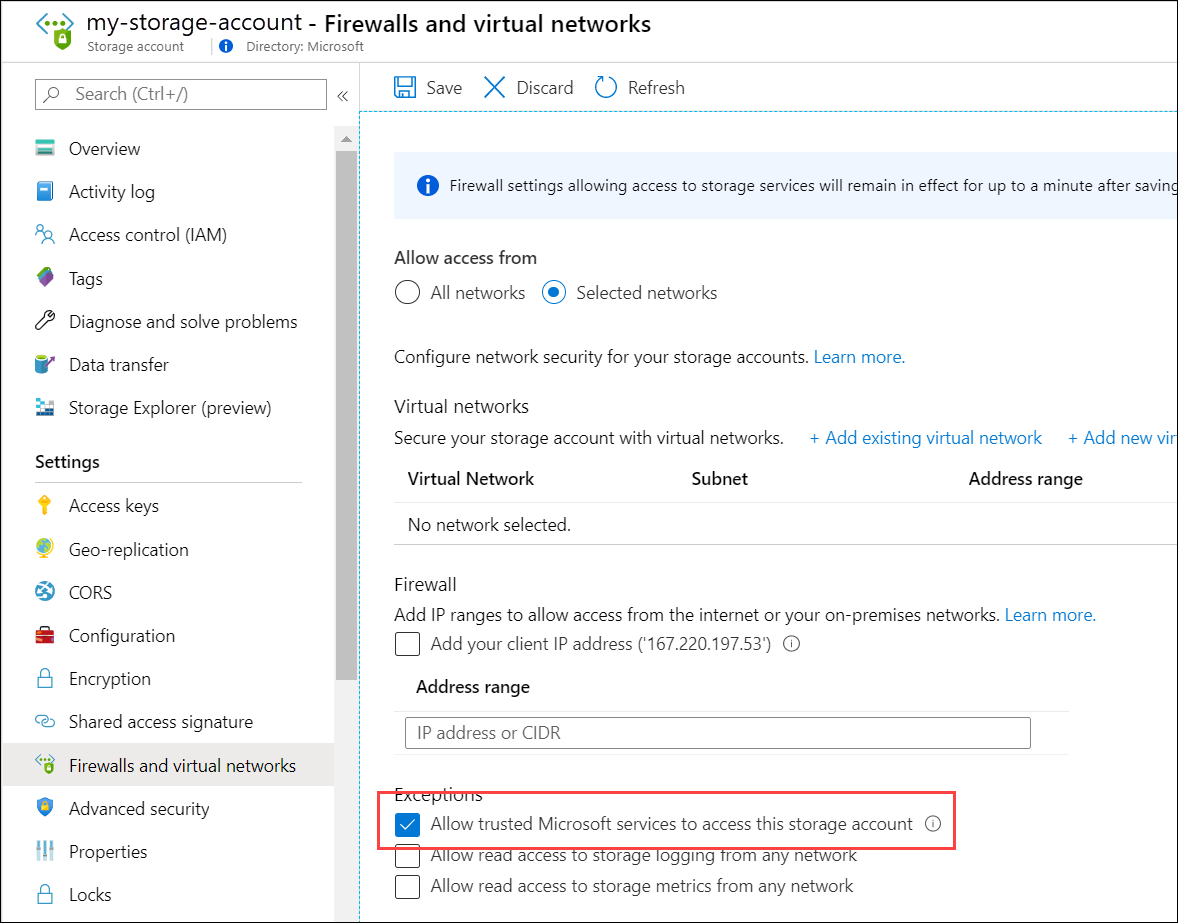 my-storage-account - Firewalls and virtual networks
Storage account
Directory: Microsoft
Search (Ctrl+/)
«
Overview
Activity log
Access control (IAM)
Tags
Diagnose and solve problems
Data transfer
Storage Explorer (preview)
Settings
Access keys
Geo-replication
CORS
Configuration
Encryption
Shared access signature
Firewalls and virtual networks
Advanced security
Properties
Locks
Save Discard Refresh
Firewall settings allowing access to storage services will remain in effect for up to a minute after saving
Allow access from
All networks Selected networks
Configure network security for your storage accounts. Learn more.
Virtual networks
Secure your storage account with virtual networks. + Add existing virtual network + Add new vir
Virtual Network Subnet Address range
No network selected.
Firewall
Add IP ranges to allow access from the internet or your on-premises networks. Learn more.
Add your client IP address ('167.220.197.53')
Address range
IP address or CIDR
Exceptions
Allow trusted Microsoft services to access this storage account
Allow read access to storage logging from any network
Allow read access to storage metrics from any network